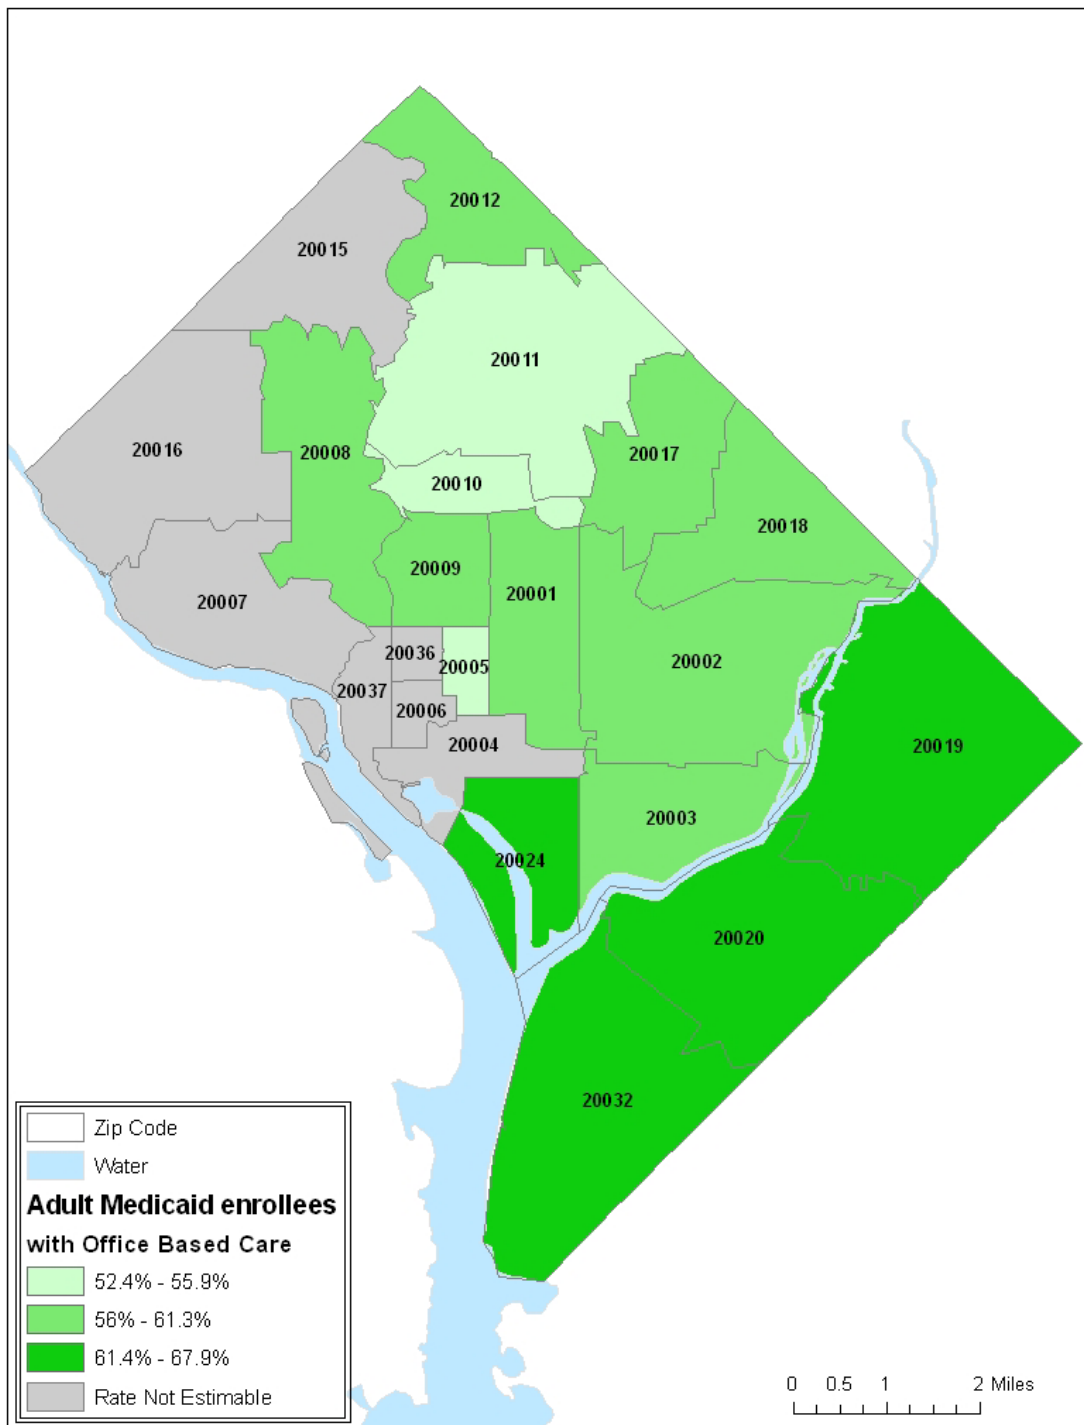 20012
20015
20011
20016
20008
20017
20010
20018
20009
20001
20007
20036
20005
20002
20037
20006
20004
20019
20003
20024
20020
20032
Zip Code
Water
Adult Medicaid enrollees
with Office Based Care
52.4% - 55.9%
56% - 61.3%
61.4% - 67.9%
Rate Not Estimable
0 0.5 1 2 Miles